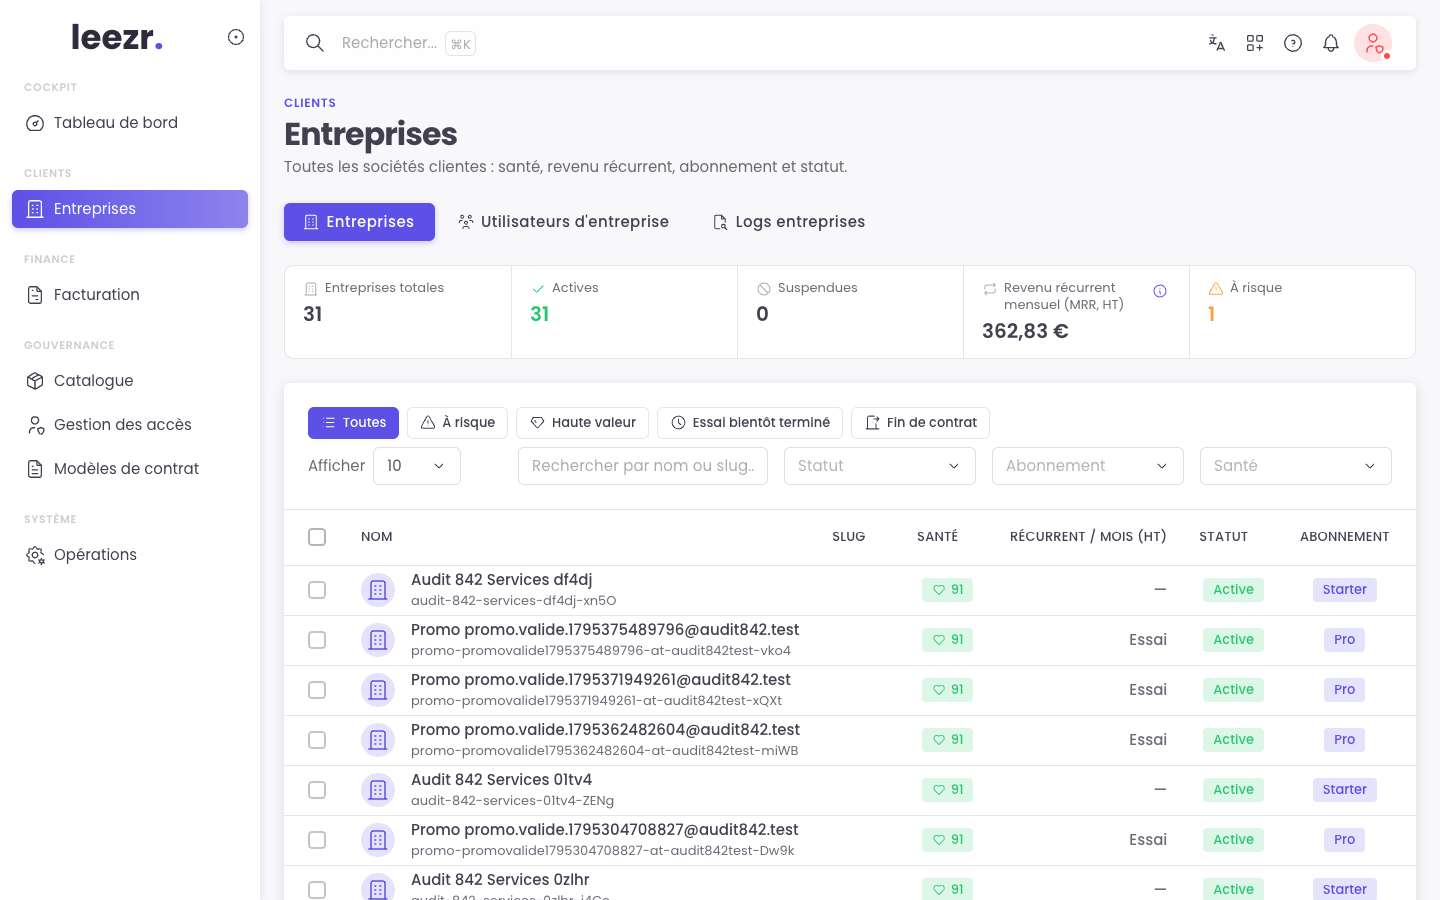 leezr.
Rechercher... ⌘K
COCKPIT
Tableau de bord
CLIENTS
Entreprises
FINANCE
Facturation
GOUVERNANCE
Catalogue
Gestion des accès
Modèles de contrat
SYSTÈME
Opérations
CLIENTS
Entreprises
Toutes les sociétés clientes : santé, revenu récurrent, abonnement et statut.
Entreprises Utilisateurs d'entreprise Logs entreprises
Entreprises totales
31
Actives
31
Suspendues
0
Revenu récurrent
mensuel (MRR, HT)
362,83 €
À risque
1
Toutes À risque Haute valeur Essai bientôt terminé Fin de contrat
Afficher 10 Rechercher par nom ou slug.. Statut Abonnement Santé
NOM SLUG SANTÉ RÉCURRENT / MOIS (HT) STATUT ABONNEMENT
Audit 842 Services df4dj
audit-842-services-df4dj-xn5O
91 — Active Starter
Promo promo.valide.1795375489796@audit842.test
promo-promovalide1795375489796-at-audit842test-vko4
91 Essai Active Pro
Promo promo.valide.1795371949261@audit842.test
promo-promovalide1795371949261-at-audit842test-xQXt
91 Essai Active Pro
Promo promo.valide.1795362482604@audit842.test
promo-promovalide1795362482604-at-audit842test-miWB
91 Essai Active Pro
Audit 842 Services 01tv4
audit-842-services-01tv4-ZENg
91 — Active Starter
Promo promo.valide.1795304708827@audit842.test
promo-promovalide1795304708827-at-audit842test-Dw9k
91 Essai Active Pro
Audit 842 Services 0zlhr
91 — Active Starter